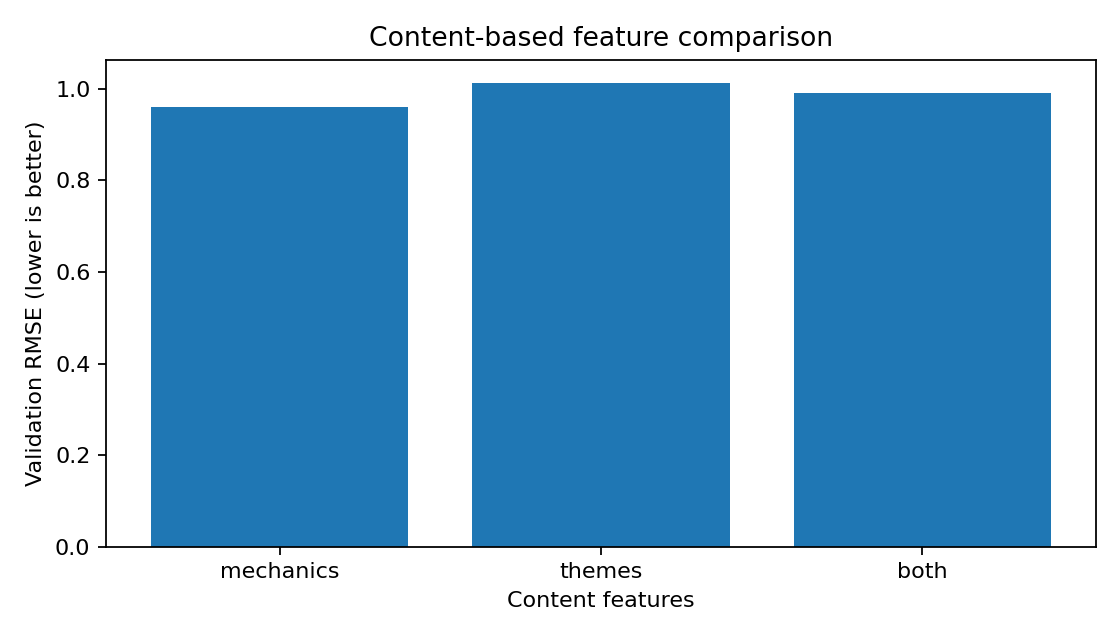 Content-based feature comparison
Validation RMSE (lower is better)
1.0
0.8
0.6
0.4
0.2
0.0
mechanics themes both
Content features